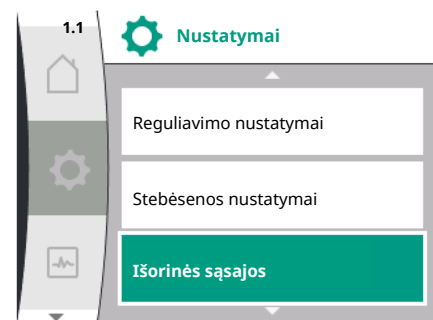 1.1
Nustatymai
Reguliavimo nustatymai
Stebėsenos nustatymai
Išorinės sąsajos